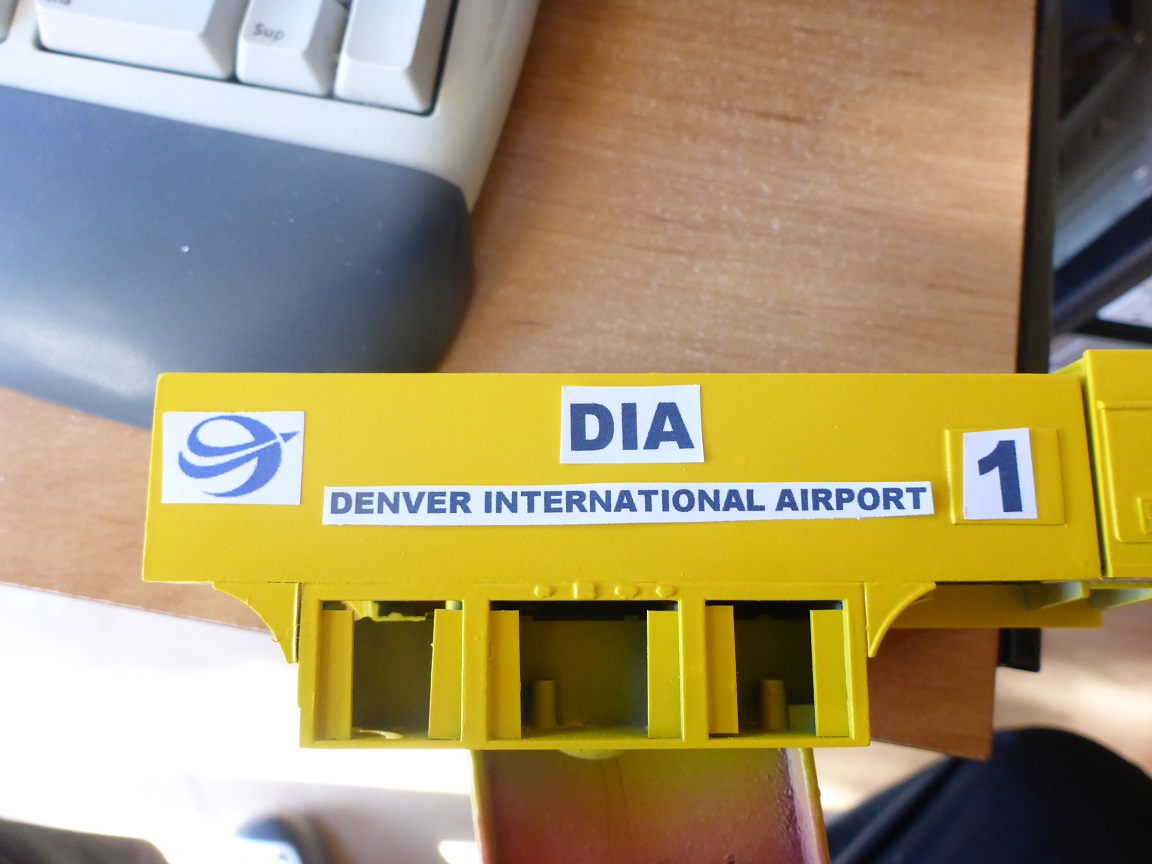 Sup
DIA
DENVER INTERNATIONAL AIRPORT
1